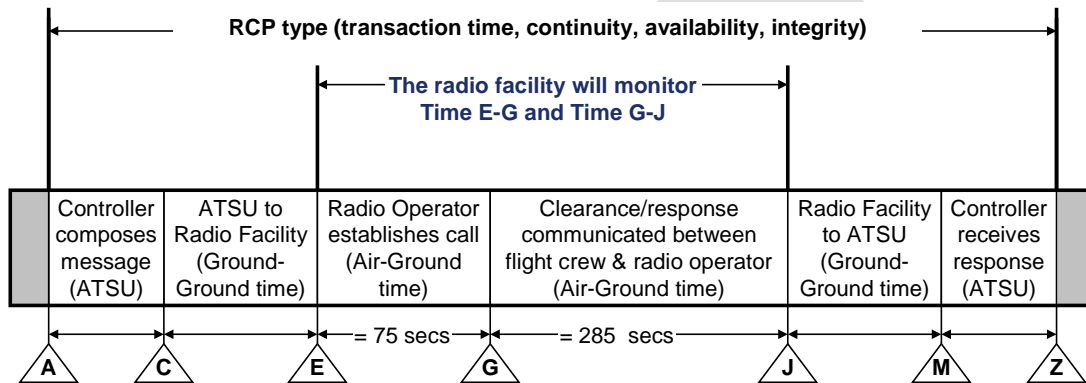 RCP type (transaction time, continuity, availability, integrity)
The radio facility will monitor
Time E-G and Time G-J
Controller
composes
message
(ATSU)
ATSU to
Radio Facility
(Ground-
Ground time)
Radio Operator
establishes call
(Air-Ground
time)
Clearance/response
communicated between
flight crew & radio operator
(Air-Ground time)
Radio Facility
to ATSU
(Ground-
Ground time)
Controller
receives
response
(ATSU)
= 75 secs
= 285 secs
A
C
E
G
J
M
Z